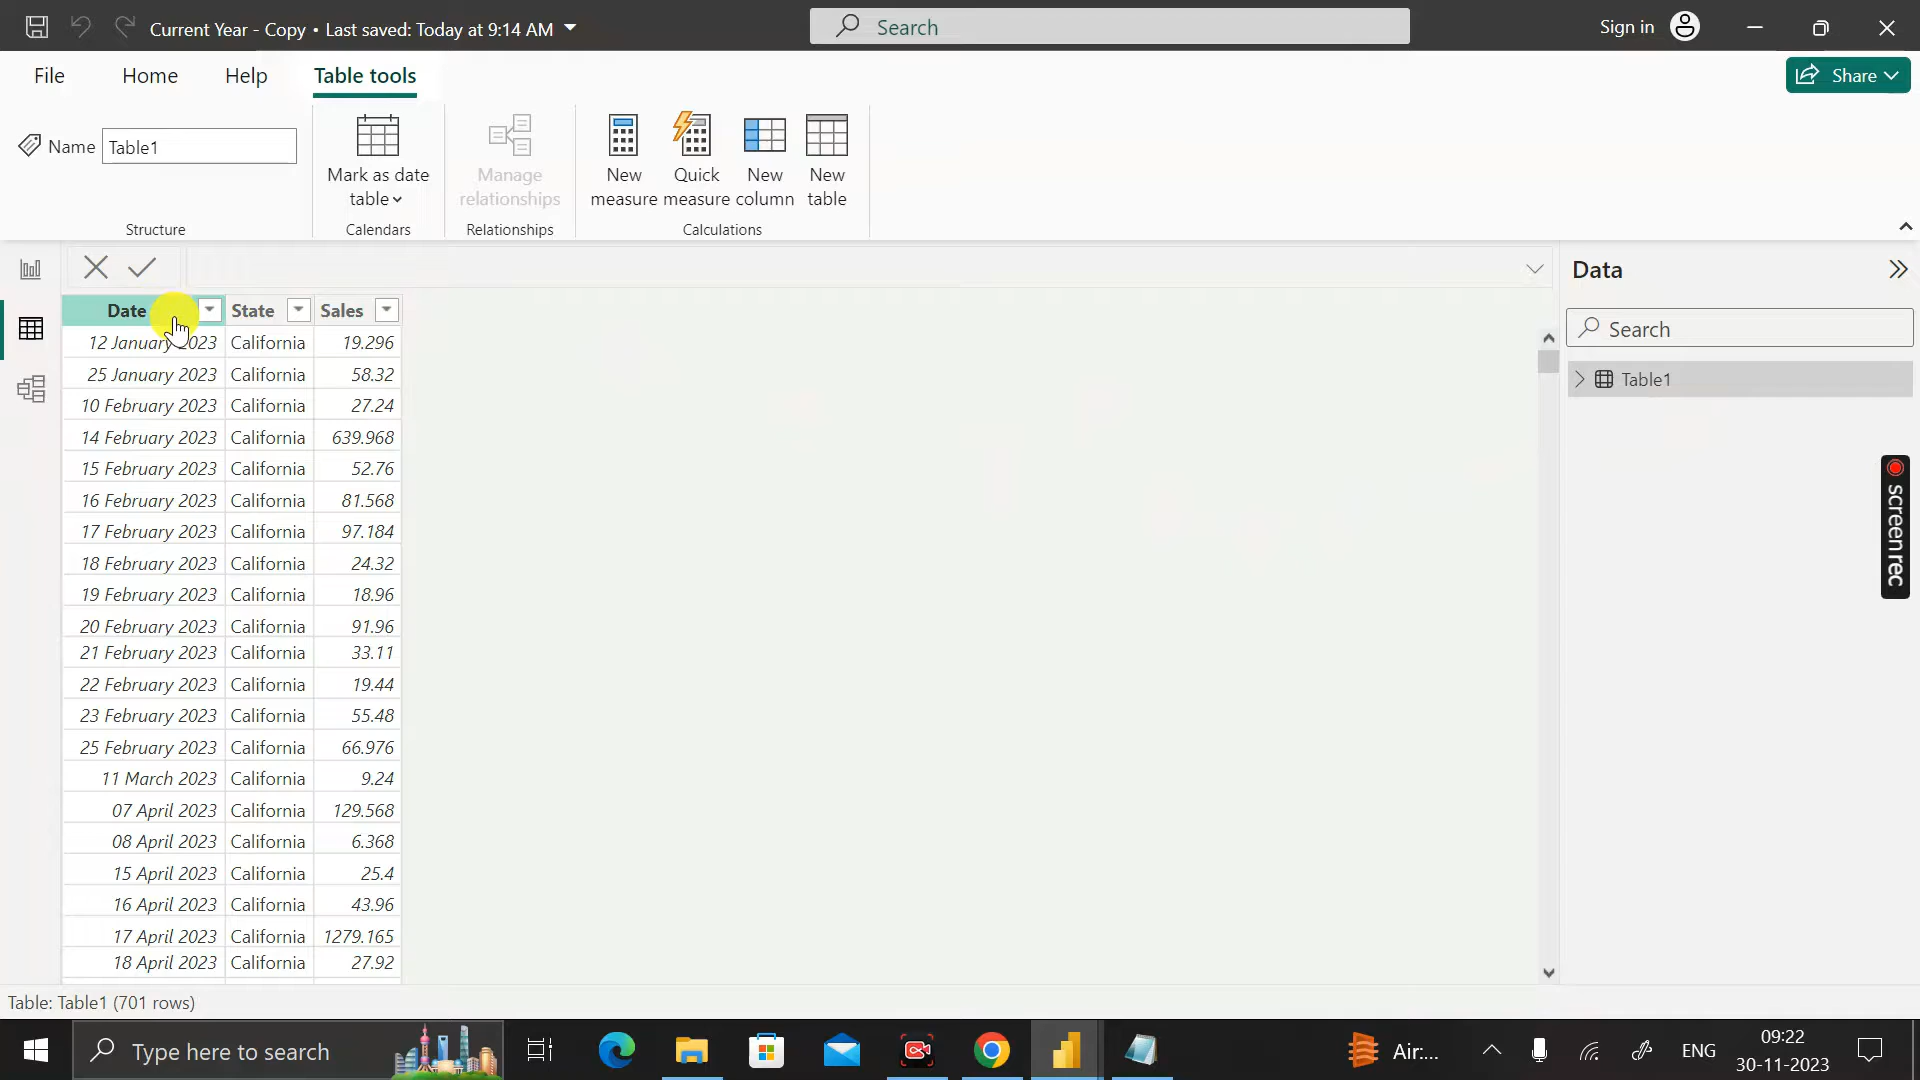 Current Year - Copy • Last saved: Today at 9:14 AM
Search
Sign in
File Home Help Table tools
Share
Name Table1
Mark as date table
Manage relationships
New measure
Quick measure
New column
New table
Structure Calendars Relationships Calculations
Data
Search
Table1
Date State Sales
12 January 2023 California 19.296
25 January 2023 California 58.32
10 February 2023 California 27.24
14 February 2023 California 639.968
15 February 2023 California 52.76
16 February 2023 California 81.568
17 February 2023 California 97.184
18 February 2023 California 24.32
19 February 2023 California 18.96
20 February 2023 California 91.96
21 February 2023 California 33.11
22 February 2023 California 19.44
23 February 2023 California 55.48
25 February 2023 California 66.976
11 March 2023 California 9.24
07 April 2023 California 129.568
08 April 2023 California 6.368
15 April 2023 California 25.4
16 April 2023 California 43.96
17 April 2023 California 1279.165
18 April 2023 California 27.92
screenrec
Table: Table1 (701 rows)
Type here to search
Air:...
ENG
09:22
30-11-2023